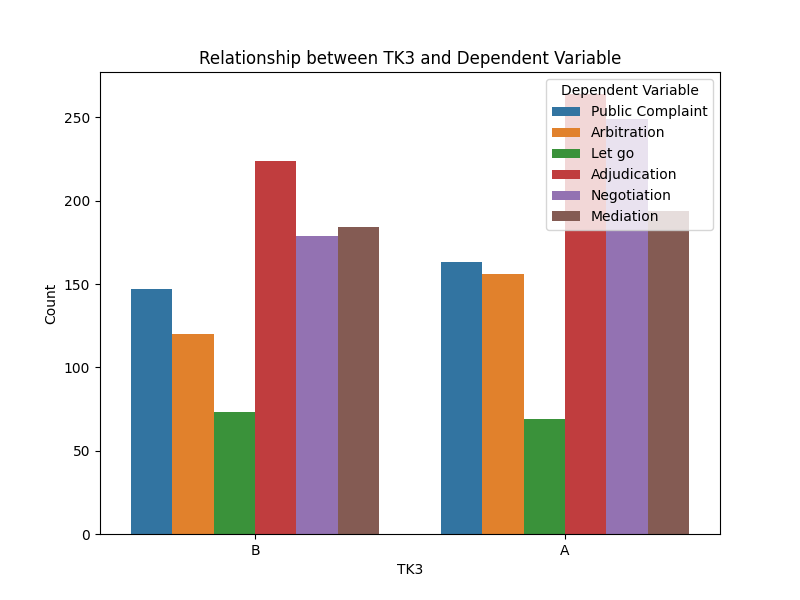 Relationship between TK3 and Dependent Variable
Dependent Variable
Public Complaint
Arbitration
Let go
Adjudication
Negotiation
Mediation
Count
250
200
150
100
50
0
B
A
TK3